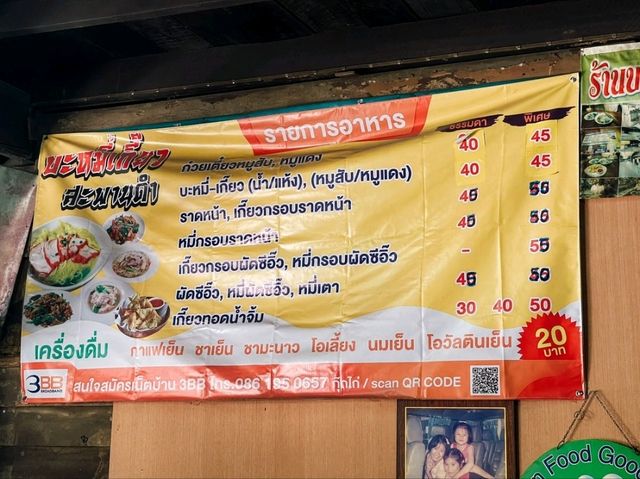 ร้านบ
บะหมี่เกี๊ยว
สะพานดำ
รายการอาหาร
ธรรมดา พิเศษ
ก๋วยเตี๋ยวหมูสับ, หมูแดง 40 45
บะหมี่-เกี๊ยว (น้ำ/แห้ง), (หมูสับ/หมูแดง) 40 45
ราดหน้า, เกี๊ยวกรอบราดหน้า 45 50
หมี่กรอบราดหน้า 45 50
เกี๊ยวกรอบผัดซีอิ๊ว, หมี่กรอบผัดซีอิ๊ว - 55
ผัดซีอิ๊ว, หมี่ผัดซีอิ๊ว, หมี่เตา 45 50
เกี๊ยวทอดน้ำจิ้ม 30 40 50
เครื่องดื่ม กาแฟเย็น ชาเย็น ชามะนาว โอเลี้ยง นมเย็น โอวัลตินเย็น 20 บาท
3BB BROADBAND สนใจสมัครเน็ตบ้าน 3BB โทร.086 195 0657 กุ๊กไก่ / scan QR CODE
Food Good